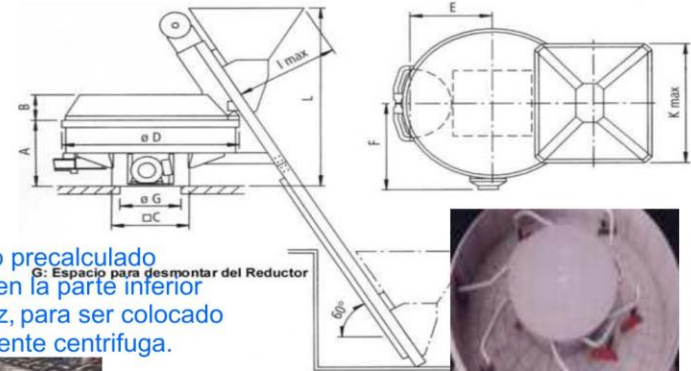 E
I max
L
B
A
ø D
F
K max
ø G
□C
o precalculado
G: Espacio para desmontar del Reductor
en la parte inferior
z, para ser colocado
ente centrifuga.
60°